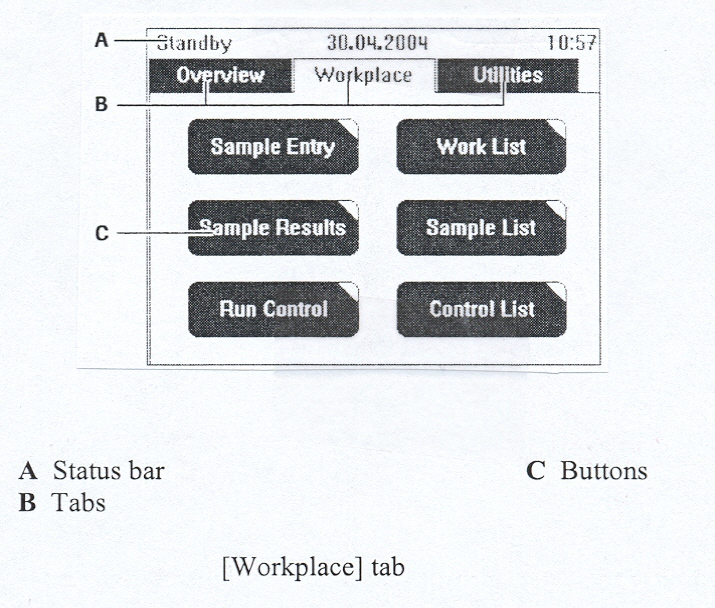 A Standby 30.04.2004 10:57
Overview Workplace Utilities
B
Sample Entry Work List
C Sample Results Sample List
Run Control Control List
A Status bar C Buttons
B Tabs
[Workplace] tab